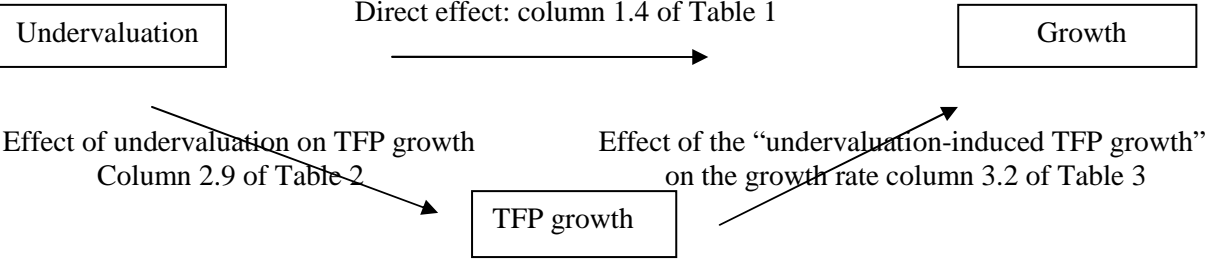 Direct effect: column 1.4 of Table 1
Undervaluation
Growth
Effect of undervaluation on TFP growth
Column 2.9 of Table 2
Effect of the “undervaluation-induced TFP growth”
on the growth rate column 3.2 of Table 3
TFP growth